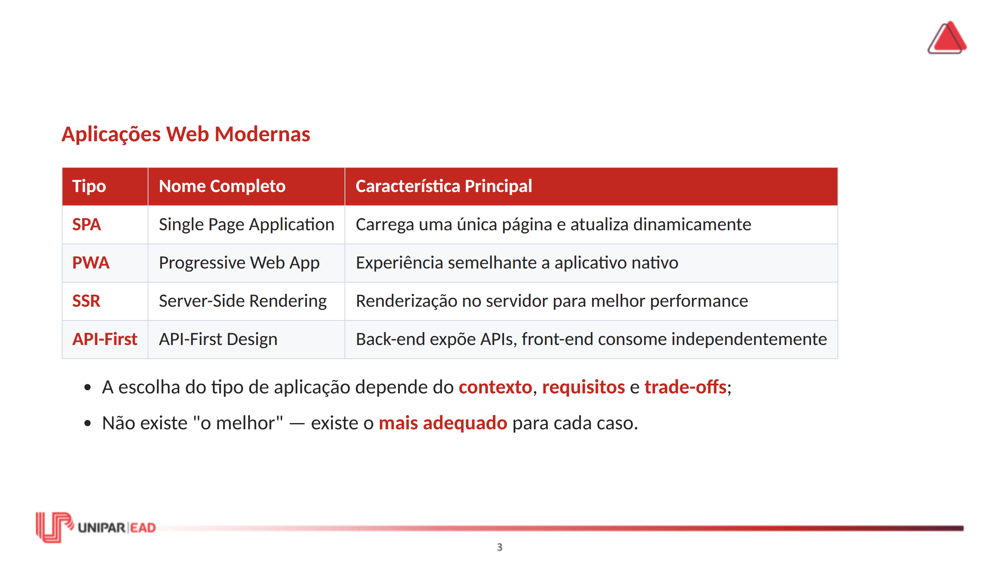 Aplicações Web Modernas
Tipo Nome Completo Característica Principal
SPA Single Page Application Carrega uma única página e atualiza dinamicamente
PWA Progressive Web App Experiência semelhante a aplicativo nativo
SSR Server-Side Rendering Renderização no servidor para melhor performance
API-First API-First Design Back-end expõe APIs, front-end consome independentemente
• A escolha do tipo de aplicação depende do contexto, requisitos e trade-offs;
• Não existe "o melhor" — existe o mais adequado para cada caso.
UNIPAR|EAD
3